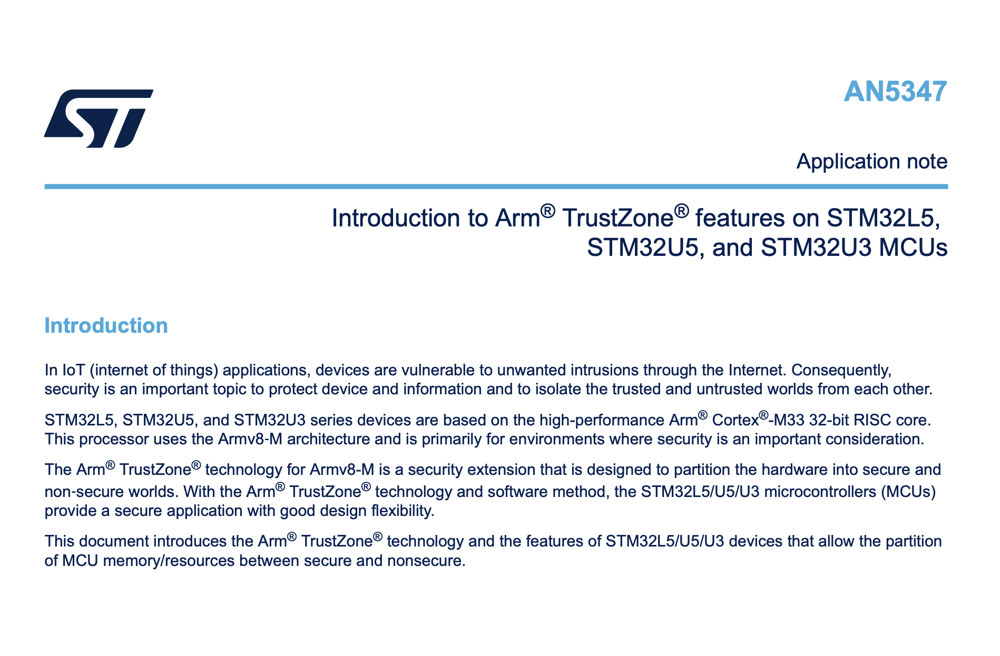 ST
AN5347
Application note
Introduction to Arm® TrustZone® features on STM32L5,
STM32U5, and STM32U3 MCUs
Introduction
In IoT (internet of things) applications, devices are vulnerable to unwanted intrusions through the Internet. Consequently,
security is an important topic to protect device and information and to isolate the trusted and untrusted worlds from each other.
STM32L5, STM32U5, and STM32U3 series devices are based on the high-performance Arm® Cortex®-M33 32-bit RISC core.
This processor uses the Armv8-M architecture and is primarily for environments where security is an important consideration.
The Arm® TrustZone® technology for Armv8-M is a security extension that is designed to partition the hardware into secure and
non-secure worlds. With the Arm® TrustZone® technology and software method, the STM32L5/U5/U3 microcontrollers (MCUs)
provide a secure application with good design flexibility.
This document introduces the Arm® TrustZone® technology and the features of STM32L5/U5/U3 devices that allow the partition
of MCU memory/resources between secure and nonsecure.